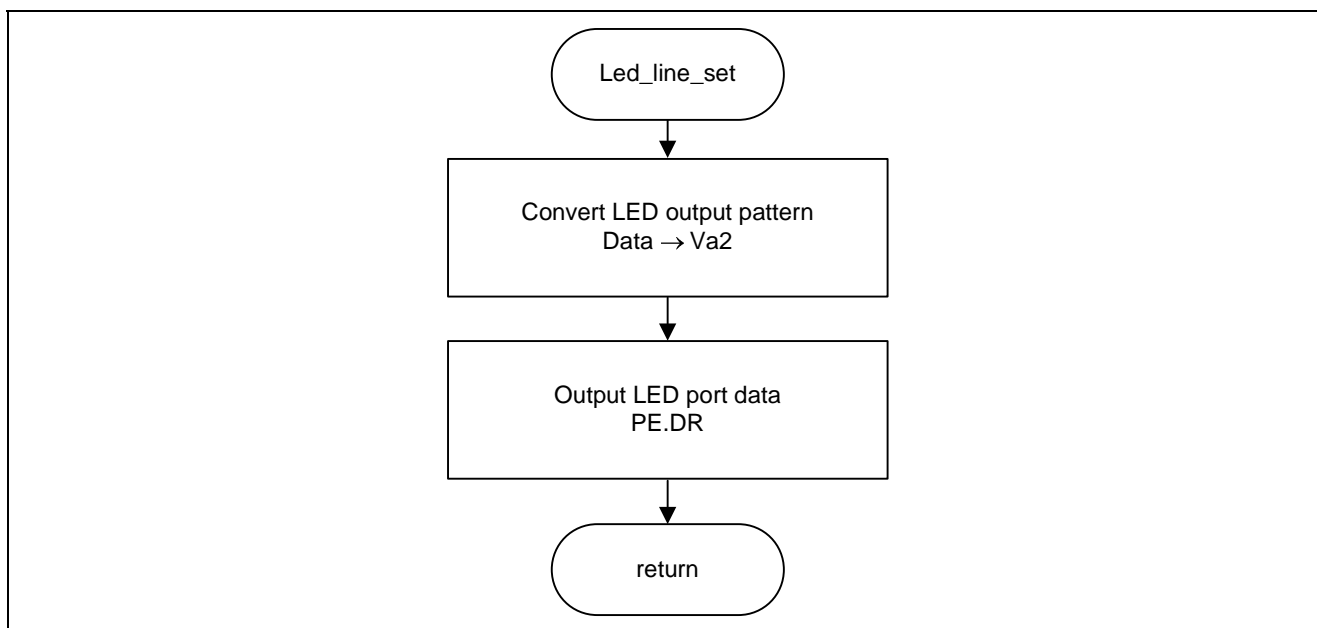 Led_line_set
Convert LED output pattern
Data → Va2
Output LED port data
PE.DR
return